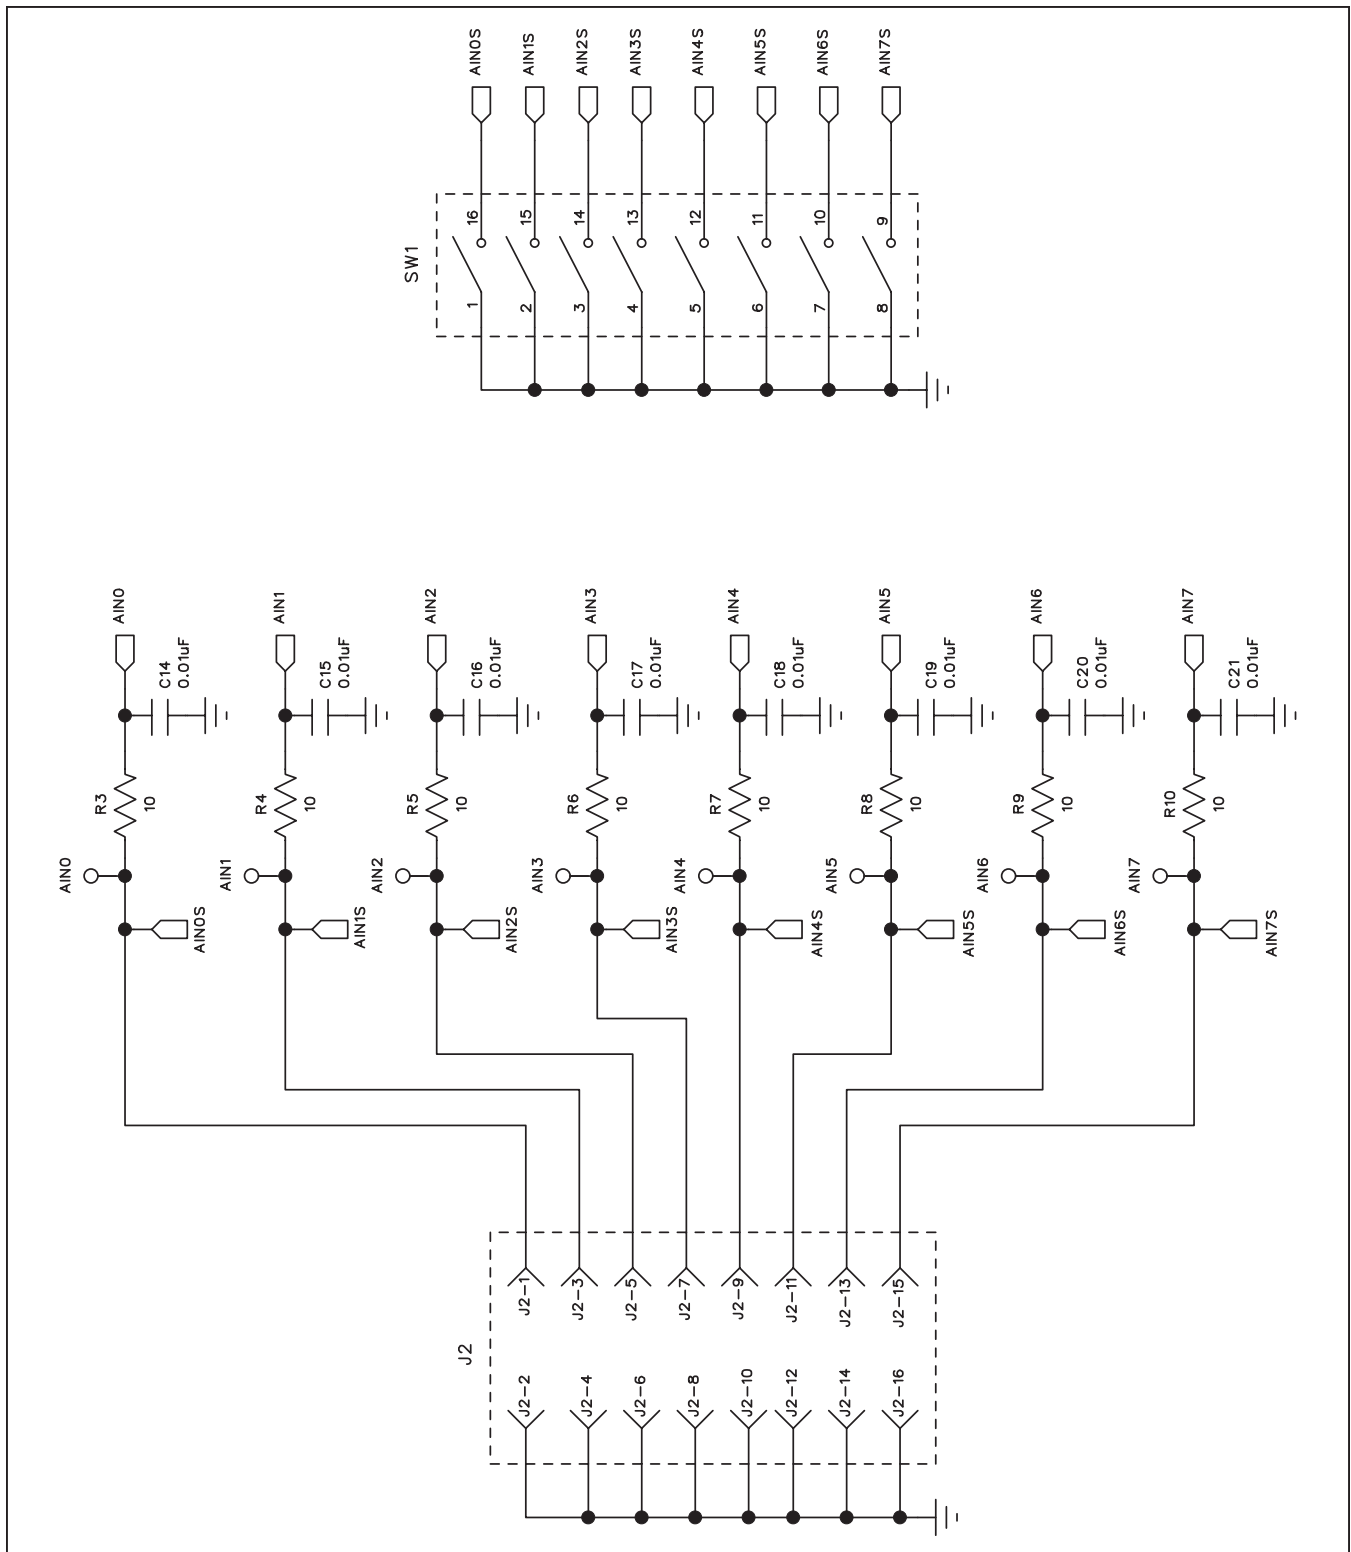 AIN0S
AIN1S
AIN2S
AIN3S
AIN4S
AIN5S
AIN6S
AIN7S
SW1
16
15
14
13
12
11
10
9
1
2
3
4
5
6
7
8
AIN0
AIN1
AIN2
AIN3
AIN4
AIN5
AIN6
AIN7
C14
0.01uF
C15
0.01uF
C16
0.01uF
C17
0.01uF
C18
0.01uF
C19
0.01uF
C20
0.01uF
C21
0.01uF
R3
10
R4
10
R5
10
R6
10
R7
10
R8
10
R9
10
R10
10
AIN0
AIN1
AIN2
AIN3
AIN4
AIN5
AIN6
AIN7
AIN0S
AIN1S
AIN2S
AIN3S
AIN4S
AIN5S
AIN6S
AIN7S
J2
J2-1
J2-3
J2-5
J2-7
J2-9
J2-11
J2-13
J2-15
J2-2
J2-4
J2-6
J2-8
J2-10
J2-12
J2-14
J2-16